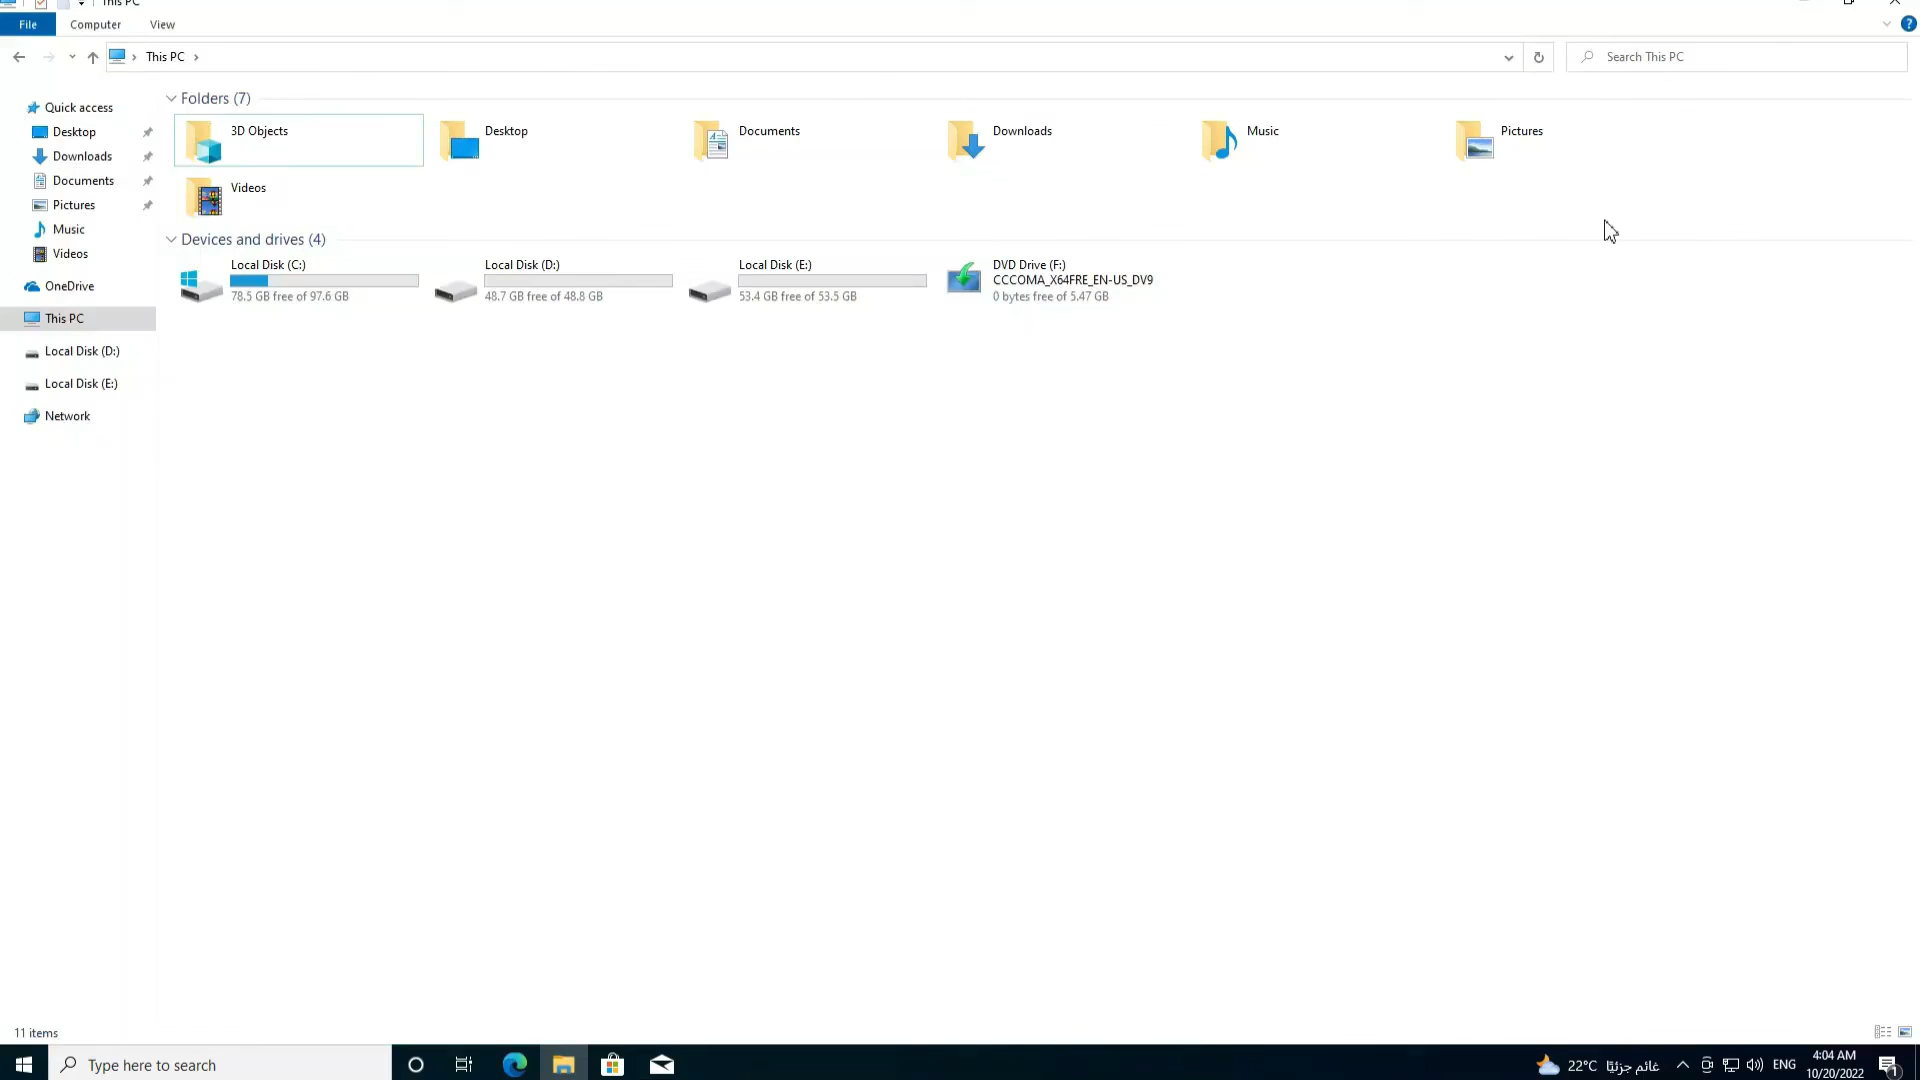 This PC
File Computer View
This PC
Search This PC
Quick access
Desktop
Downloads
Documents
Pictures
Music
Videos
OneDrive
This PC
Local Disk (D:)
Local Disk (E:)
Network
Folders (7)
3D Objects
Desktop
Documents
Downloads
Music
Pictures
Videos
Devices and drives (4)
Local Disk (C:)
78.5 GB free of 97.6 GB
Local Disk (D:)
48.7 GB free of 48.8 GB
Local Disk (E:)
53.4 GB free of 53.5 GB
DVD Drive (F:)
CCCOMA_X64FRE_EN-US_DV9
0 bytes free of 5.47 GB
11 items
Type here to search
22°C غائم جزئيًا
ENG
4:04 AM
10/20/2022
1